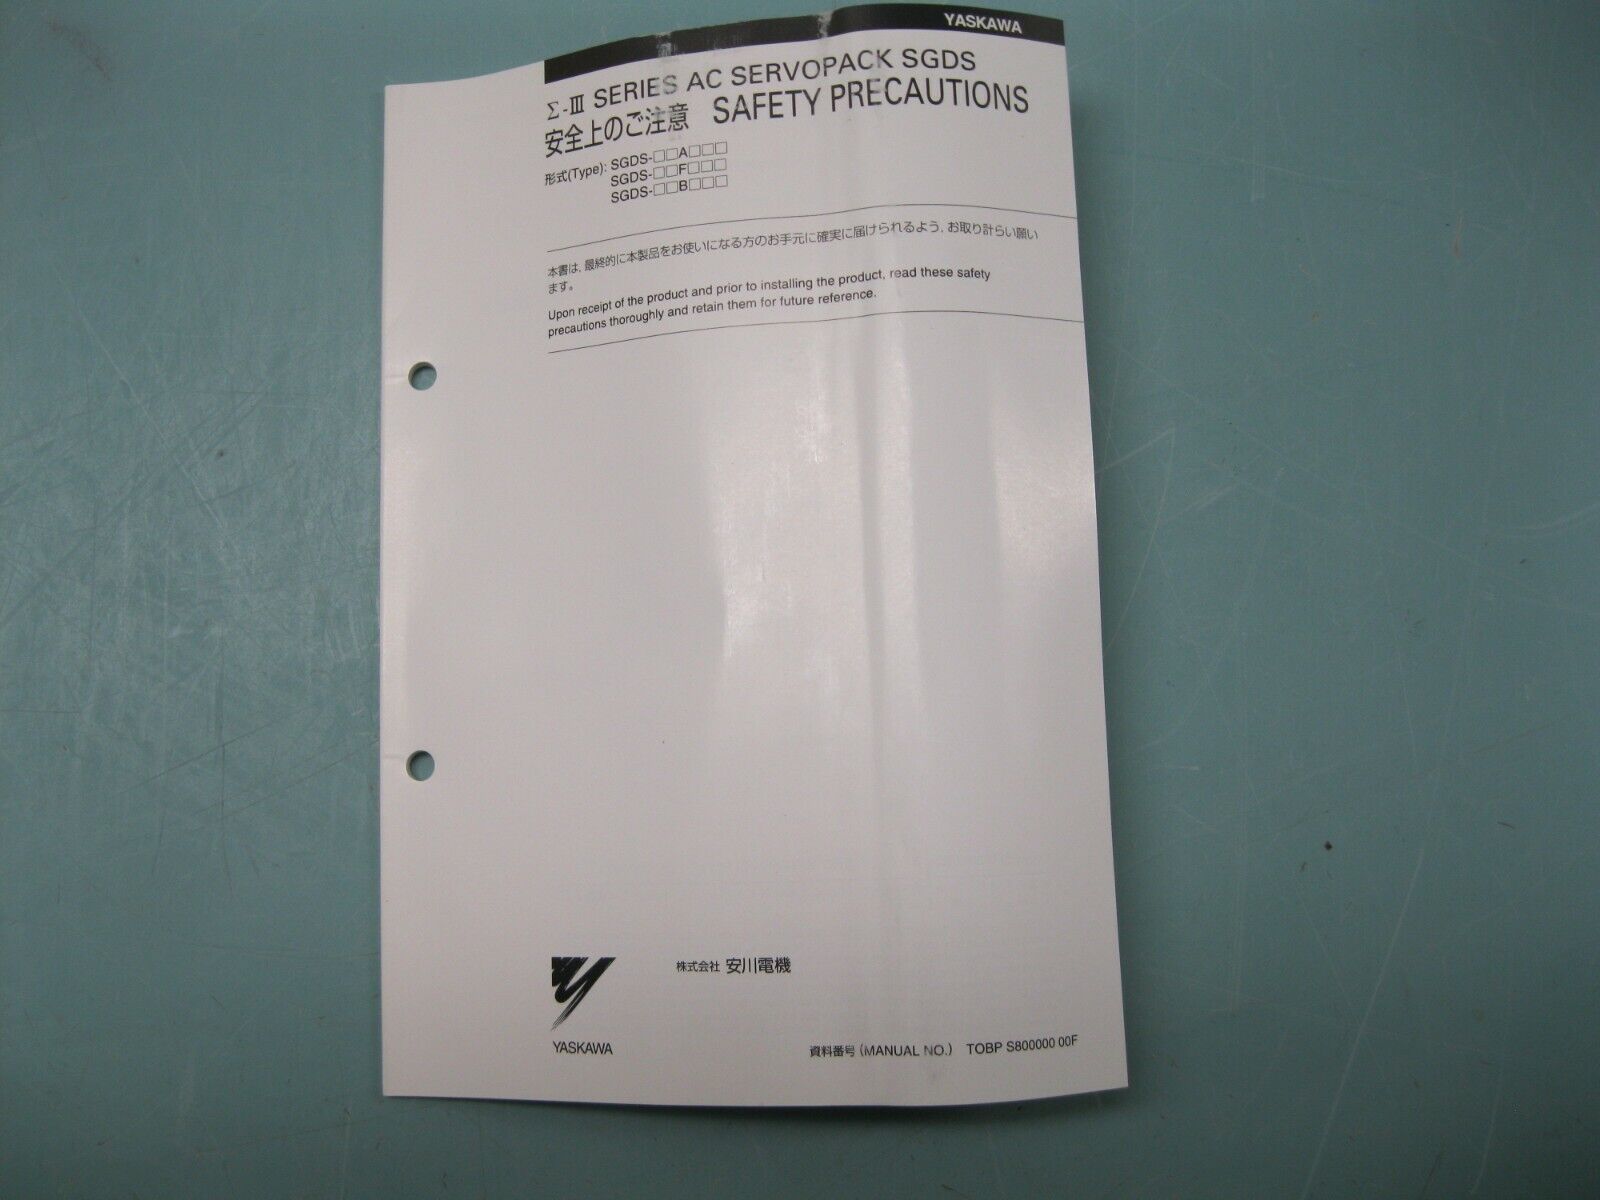 YASKAWA
Σ-Ⅲ SERIES AC SERVOPACK SGDS
安全上のご注意 SAFETY PRECAUTIONS
形式(Type): SGDS-□□A□□□
SGDS-□□F□□□
SGDS-□□B□□□
本書は, 最終的に本製品をお使いになる方のお手元に確実に届けられるよう, お取り計らい願い
ます。
Upon receipt of the product and prior to installing the product, read these safety
precautions thoroughly and retain them for future reference.
株式会社 安川電機
YASKAWA
資料番号 (MANUAL NO.) TOBP S800000 00F